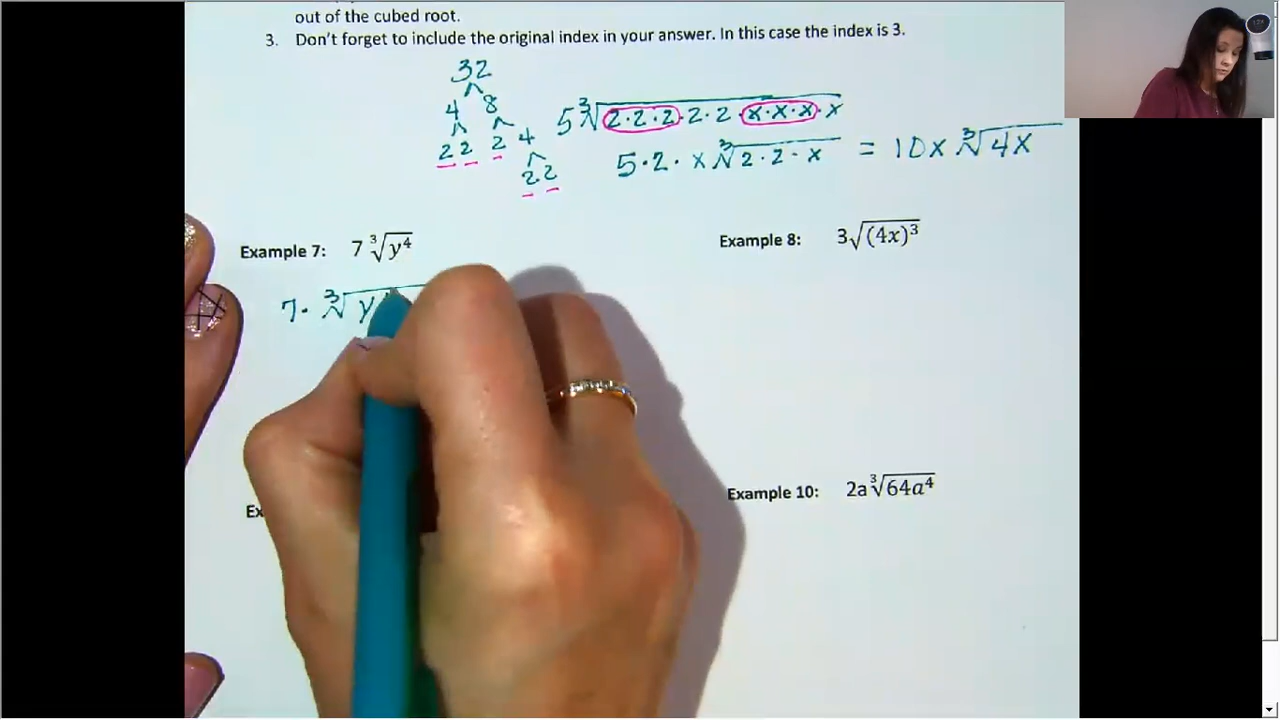 out of the cubed root.
3. Don't forget to include the original index in your answer. In this case the index is 3.
32
4 8
2 2 2 4
2 2
5∛2·2·2·2·2·x·x·x·x
5·2·x∛2·2·x = 10x∛4x
Example 7: 7 ∛y⁴
7·∛y
Example 8: 3√(4x)³
Ex
Example 10: 2a∛64a⁴